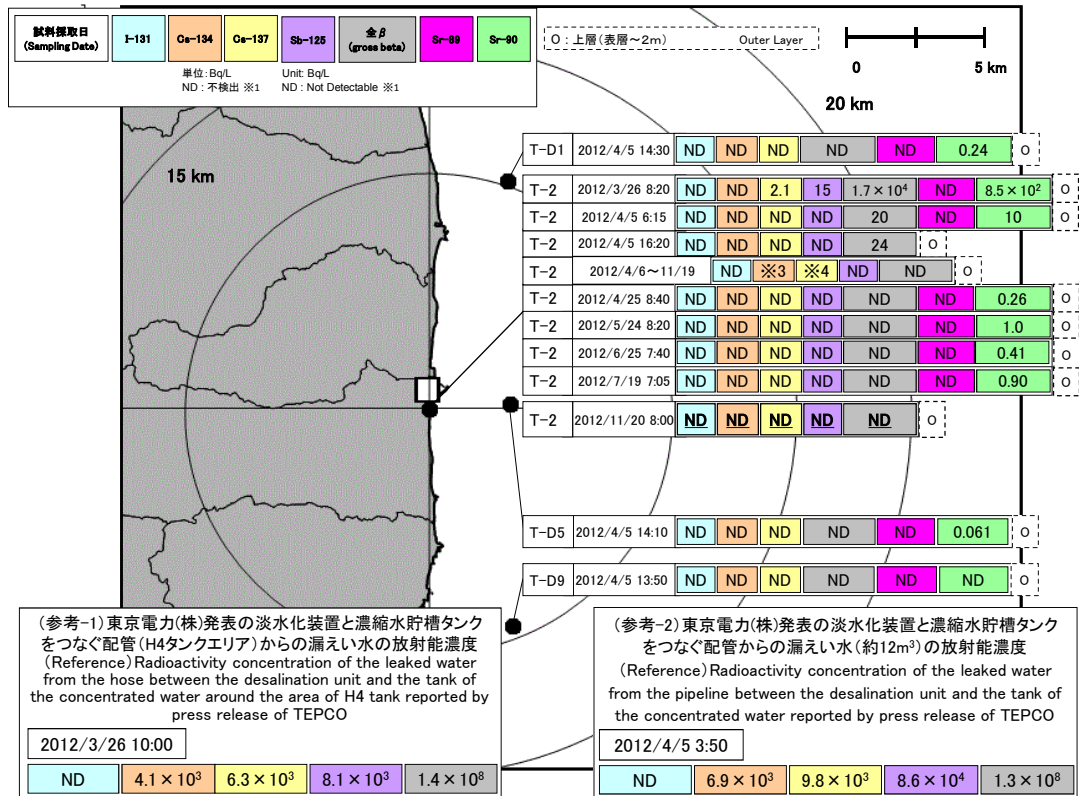 試料採取日
(Sampling Date)
I-131
Cs-134
Cs-137
Sb-125
全β
(gross beta)
Sr-89
Sr-90
単位: Bq/L
ND : 不検出 ※1
Unit: Bq/L
ND : Not Detectable ※1
O : 上層(表層～2m) Outer Layer
0 5 km
20 km
15 km
T-D1 2012/4/5 14:30 ND ND ND ND ND 0.24 O
T-2 2012/3/26 8:20 ND ND 2.1 15 1.7×10⁴ ND 8.5×10² O
T-2 2012/4/5 6:15 ND ND ND ND 20 ND 10 O
T-2 2012/4/5 16:20 ND ND ND ND 24 O
T-2 2012/4/6～11/19 ND ※3 ※4 ND ND O
T-2 2012/4/25 8:40 ND ND ND ND ND ND 0.26 O
T-2 2012/5/24 8:20 ND ND ND ND ND ND 1.0 O
T-2 2012/6/25 7:40 ND ND ND ND ND ND 0.41 O
T-2 2012/7/19 7:05 ND ND ND ND ND ND 0.90 O
T-2 2012/11/20 8:00 ND ND ND ND ND O
T-D5 2012/4/5 14:10 ND ND ND ND ND 0.061 O
T-D9 2012/4/5 13:50 ND ND ND ND ND ND O
(参考-1)東京電力(株)発表の淡水化装置と濃縮水貯槽タンク
をつなぐ配管(H4タンクエリア)からの漏えい水の放射能濃度
(Reference)Radioactivity concentration of the leaked water
from the hose between the desalination unit and the tank of
the concentrated water around the area of H4 tank reported by
press release of TEPCO
2012/3/26 10:00
ND 4.1×10³ 6.3×10³ 8.1×10³ 1.4×10⁸
(参考-2)東京電力(株)発表の淡水化装置と濃縮水貯槽タンク
をつなぐ配管からの漏えい水(約12m³)の放射能濃度
(Reference)Radioactivity concentration of the leaked water
from the pipeline between the desalination unit and the tank of
the concentrated water reported by press release of TEPCO
2012/4/5 3:50
ND 6.9×10³ 9.8×10³ 8.6×10⁴ 1.3×10⁸